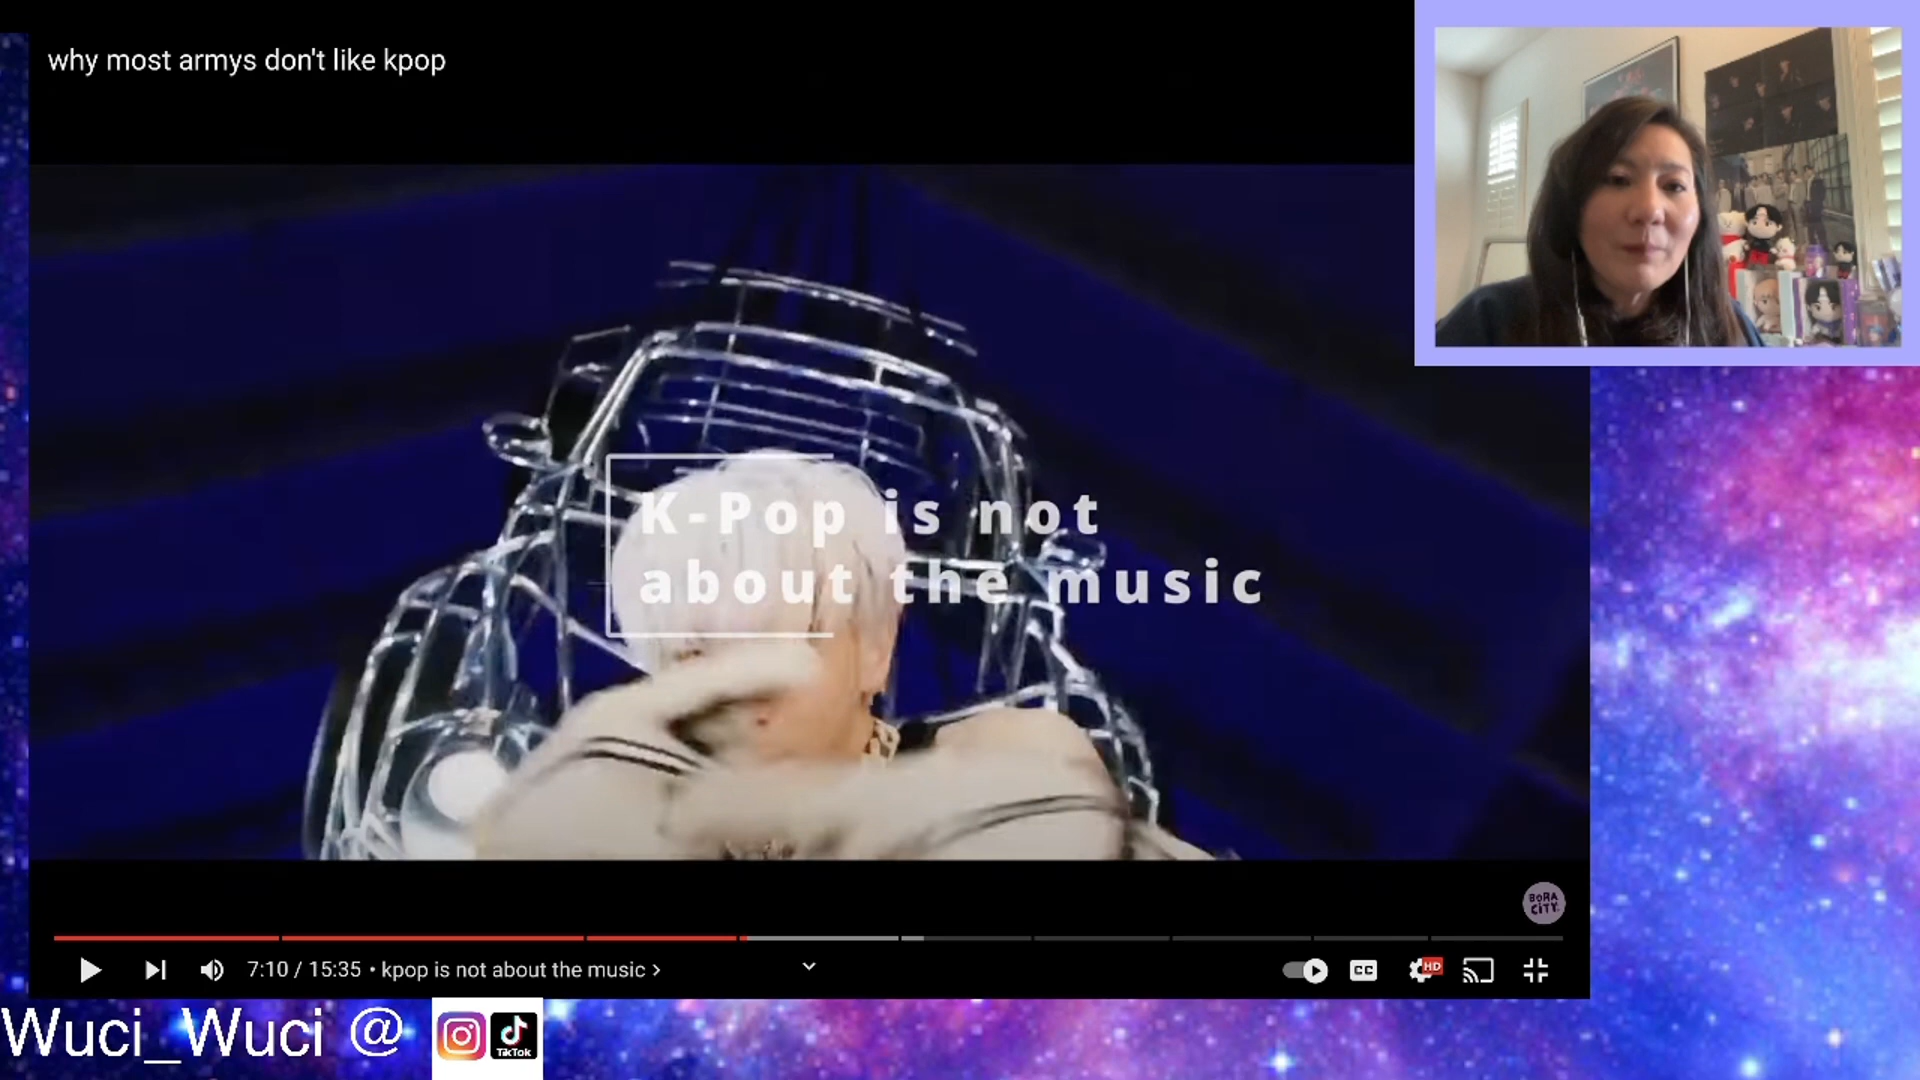 why most armys don't like kpop
K-Pop is not
about the music
BORA
CITY
7:10 / 15:35 • kpop is not about the music >
CC
HD
Wuci_Wuci @
TikTok